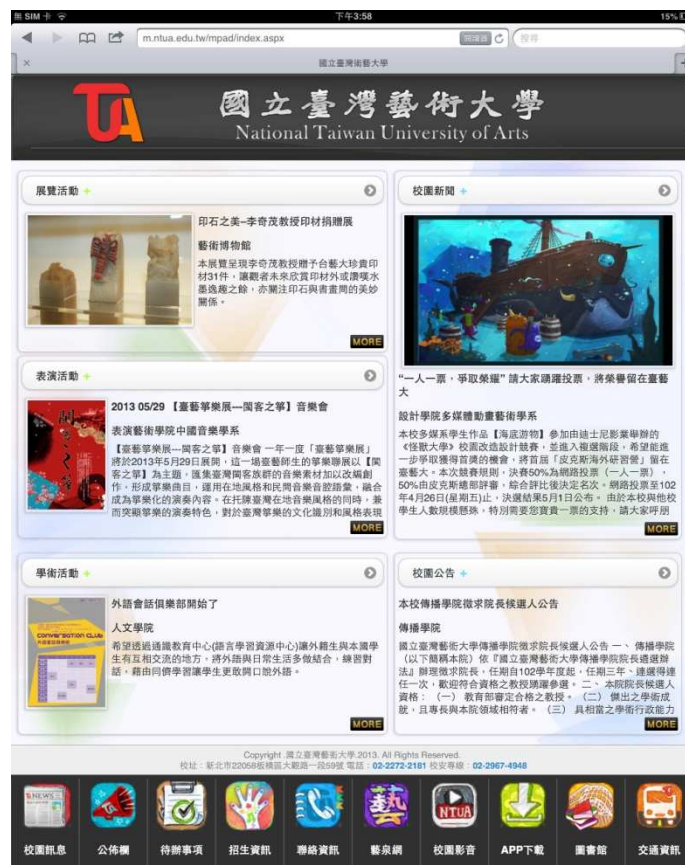 無 SIM 卡
下午3:58
15%
m.ntua.edu.tw/mpad/index.aspx
閱讀器
搜尋
國立臺灣藝術大學
TUA
國立臺灣藝術大學
National Taiwan University of Arts
展覽活動 +
印石之美–李奇茂教授印材捐贈展
藝術博物館
本展覽呈現李奇茂教授贈予台藝大珍貴印
材31件，讓觀者未來欣賞印材外或讚嘆水
墨逸趣之餘，亦關注印石與書畫間的美妙
關係。
MORE
表演活動 +
2013 05/29 【臺藝箏樂展---閩客之箏】音樂會
表演藝術學院中國音樂學系
【臺藝箏樂展---閩客之箏】音樂會 一年一度「臺藝箏樂展」
將於2013年5月29日展開，這一場臺藝師生的箏樂聯展以【閩
客之箏】為主題，匯集臺灣閩客族群的音樂素材加以改編創
作，形成箏樂曲目，運用在地風格和民間音樂音腔語彙，融合
成為箏樂化的演奏內容。在扎陳臺灣在地音樂風格的同時，兼
而突顯箏樂的演奏特色，對於臺灣箏樂的文化識別和風格表現
MORE
學術活動 +
CONVERSATION CLUB
外語會話俱樂部開始了
人文學院
希望透過通識教育中心(語言學習資源中心)讓外籍生與本國學
生有互相交流的地方，將外語與日常生活多做結合，練習對
話，藉由同儕學習讓學生更敢開口說外語。
MORE
校園新聞 +
“一人一票，爭取榮耀” 請大家踴躍投票，將榮譽留在臺藝
大
設計學院多媒體動畫藝術學系
本校多媒系學生作品【海底游物】參加由迪士尼影業舉辦的
《怪獸大學》校園改造設計競賽，並進入複選階段，希望能進
一步爭取獲得首獎的機會，將首屆「皮克斯海外研習營」留在
臺藝大。本次競賽規則，決賽50%為網路投票（一人一票），
50%由皮克斯總部評審，綜合評比後決定名次。網路投票至102
年4月26日(星期五)止，決選結果5月1日公布。 由於本校與他校
學生人數規模懸殊，特別需要您寶貴一票的支持，請大家呼朋
MORE
校園公告 +
本校傳播學院徵求院長候選人公告
傳播學院
國立臺灣藝術大學傳播學院徵求院長候選人公告 一、 傳播學院
（以下簡稱本院）依『國立臺灣藝術大學傳播學院院長遴選辦
法』辦理徵求院長，任期自102學年度起，任期三年、連選得連
任一次，歡迎符合資格之教授踴躍參選。 二、 本院院長候選人
資格： （一） 教育部審定合格之教授。 （二） 傑出之學術成
就，且專長與本院領域相符者。 （三） 具相當之學術行政能力
MORE
Copyright .國立臺灣藝術大學.2013. All Rights Reserved.
校址：新北市22058板橋區大觀路一段59號 電話：02-2272-2181 校安專線：02-2967-4948
NEWS
NTUA
校園訊息
公佈欄
待辦事項
招生資訊
聯絡資訊
藝泉網
校園影音
APP下載
圖書館
交通資訊